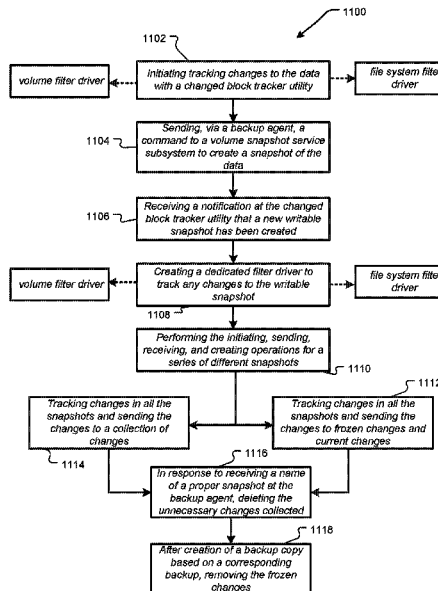 1100
1102
volume filter driver
Initiating tracking changes to the data
with a changed block tracker utility
file system filter
driver
1104
Sending, via a backup agent, a
command to a volume snapshot service
subsystem to create a snapshot of the
data
1106
Receiving a notification at the changed
block tracker utility that a new writable
snapshot has been created
volume filter driver
Creating a dedicated filter driver to
track any changes to the writable
snapshot
file system filter
driver
1108
Performing the initiating, sending,
receiving, and creating operations for a
series of different snapshots
1110
1112
Tracking changes in all the
snapshots and sending the
changes to a collection of
changes
Tracking changes in all the
snapshots and sending the
changes to frozen changes and
current changes
1114
1116
In response to receiving a name
of a proper snapshot at the
backup agent, deleting the
unnecessary changes collected
1118
After creation of a backup copy
based on a corresponding
backup, removing the frozen
changes